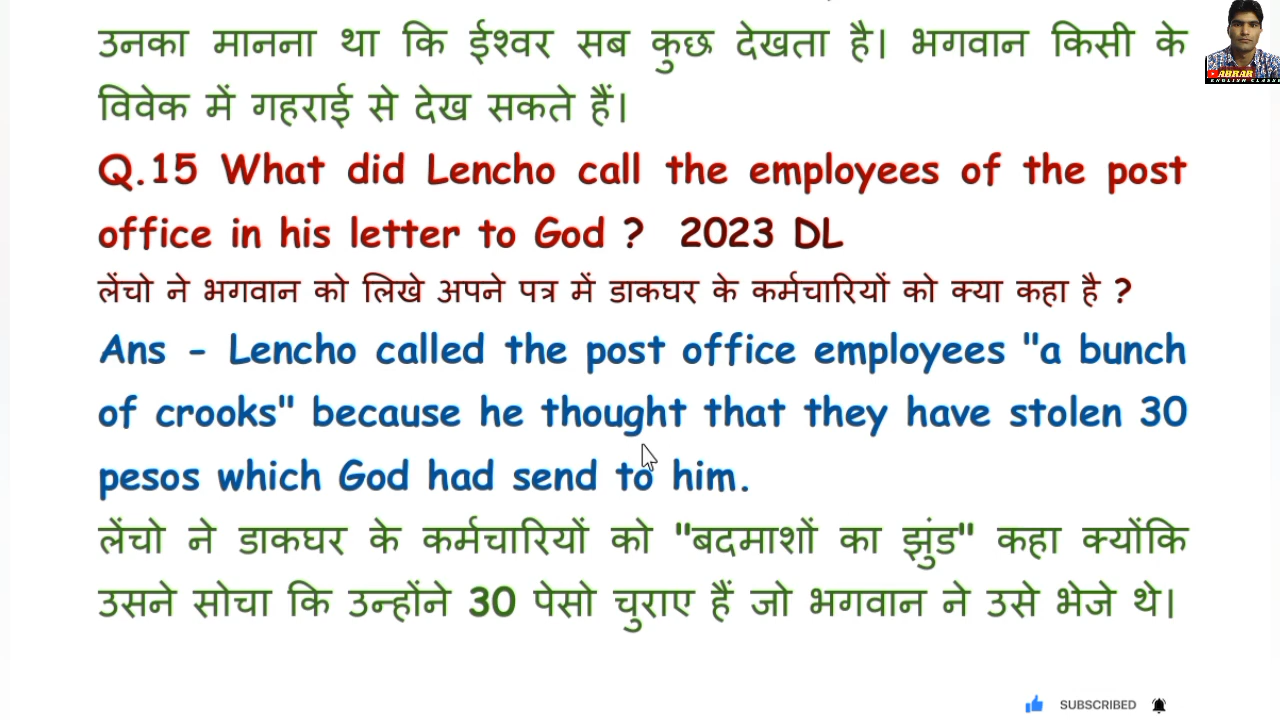 उनका मानना था कि ईश्वर सब कुछ देखता है। भगवान किसी के
विवेक में गहराई से देख सकते हैं।
Q.15 What did Lencho call the employees of the post
office in his letter to God ? 2023 DL
लेंचो ने भगवान को लिखे अपने पत्र में डाकघर के कर्मचारियों को क्या कहा है ?
Ans - Lencho called the post office employees "a bunch
of crooks" because he thought that they have stolen 30
pesos which God had send to him.
लेंचो ने डाकघर के कर्मचारियों को "बदमाशों का झुंड" कहा क्योंकि
उसने सोचा कि उन्होंने 30 पेसो चुराए हैं जो भगवान ने उसे भेजे थे।
ABRAR
ENGLISH CLASSES
SUBSCRIBED